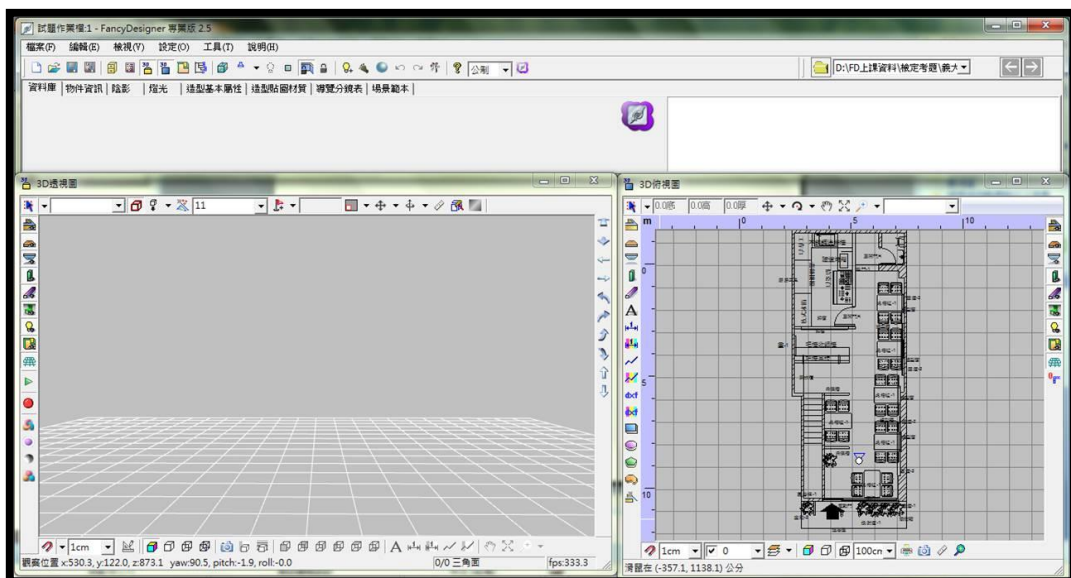 試題作業檔:1 - FancyDesigner 專業版 2.5
檔案(F) 編輯(E) 檢視(V) 設定(O) 工具(T) 說明(H)
公制
D:\FD上課資料\檢定考題\義大
資料庫 物件資訊 陰影 燈光 造型基本屬性 造型貼圖材質 導覽分鏡表 場景範本
3D透視圖
11
1cm
觀察位置 x:530.3, y:122.0, z:873.1 yaw:90.5, pitch:-1.9, roll:-0.0
0/0 三角面
fps:333.3
3D俯視圖
0.0底 0.0高 0.0厚
m 0 5 10
0
5
10
1cm 0 100cm
滑鼠在 (-357.1, 1138.1) 公分